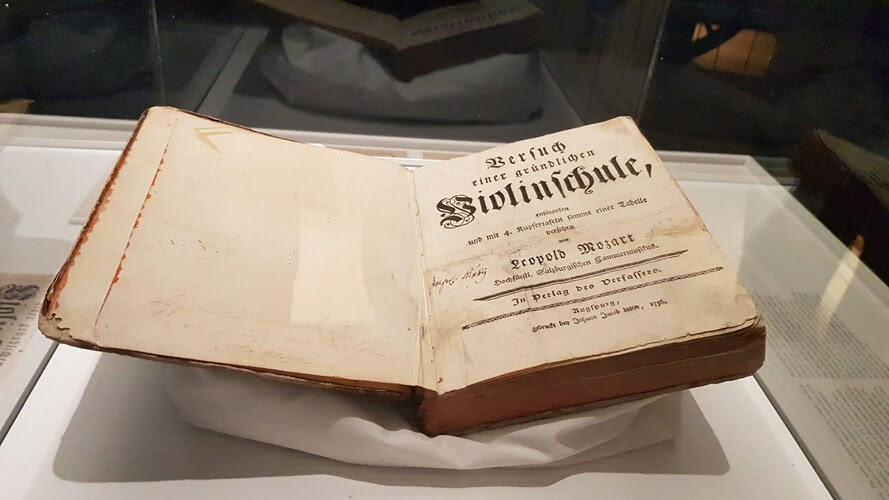 Verſuch
einer gründlichen
Violinſchule,
entworfen
und mit 4. Kupfertafeln ſammt einer Tabelle
verſehen
von
Leopold Mozart
Hochfürſtl. Salzburgiſchen Kammermuſikus.
In Verlag des Verfaſſers.
Augſpurg,
gedruckt bey Johann Jacob Lotter, 1756.